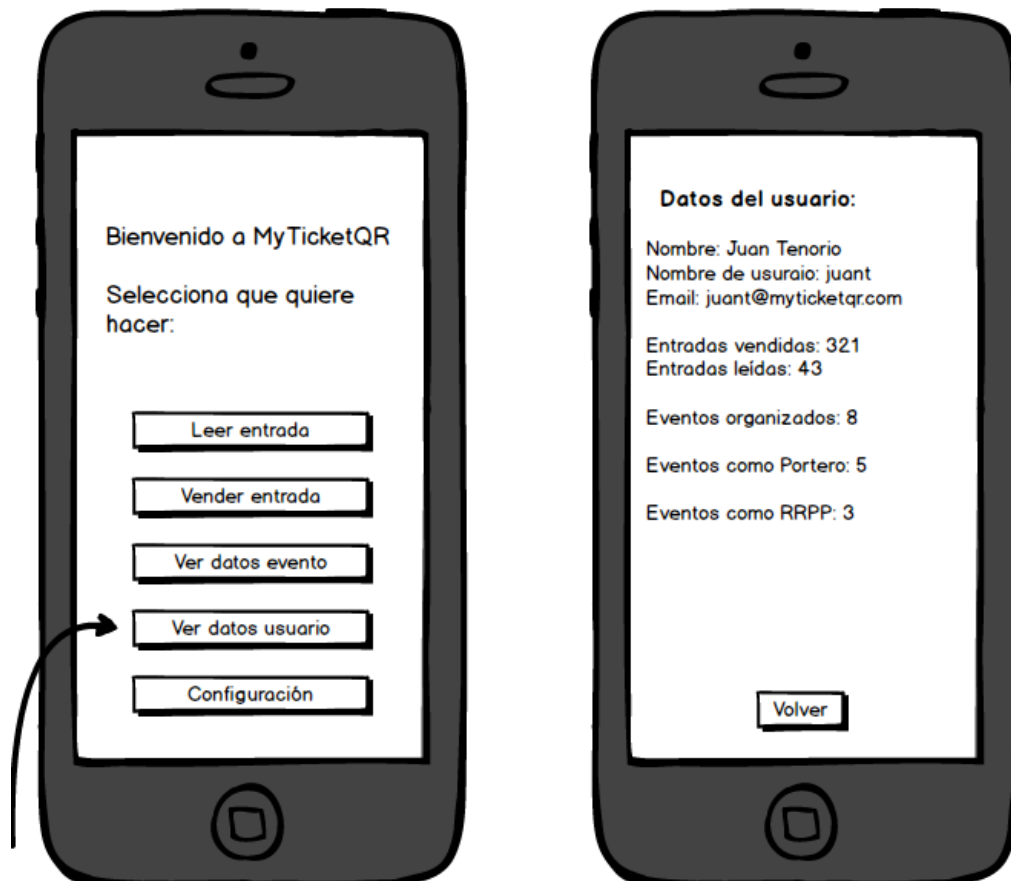 Bienvenido a MyTicketQR
Selecciona que quiere
hacer:
Leer entrada
Vender entrada
Ver datos evento
Ver datos usuario
Configuración
Datos del usuario:
Nombre: Juan Tenorio
Nombre de usuraio: juant
Email: juant@myticketqr.com
Entradas vendidas: 321
Entradas leídas: 43
Eventos organizados: 8
Eventos como Portero: 5
Eventos como RRPP: 3
Volver